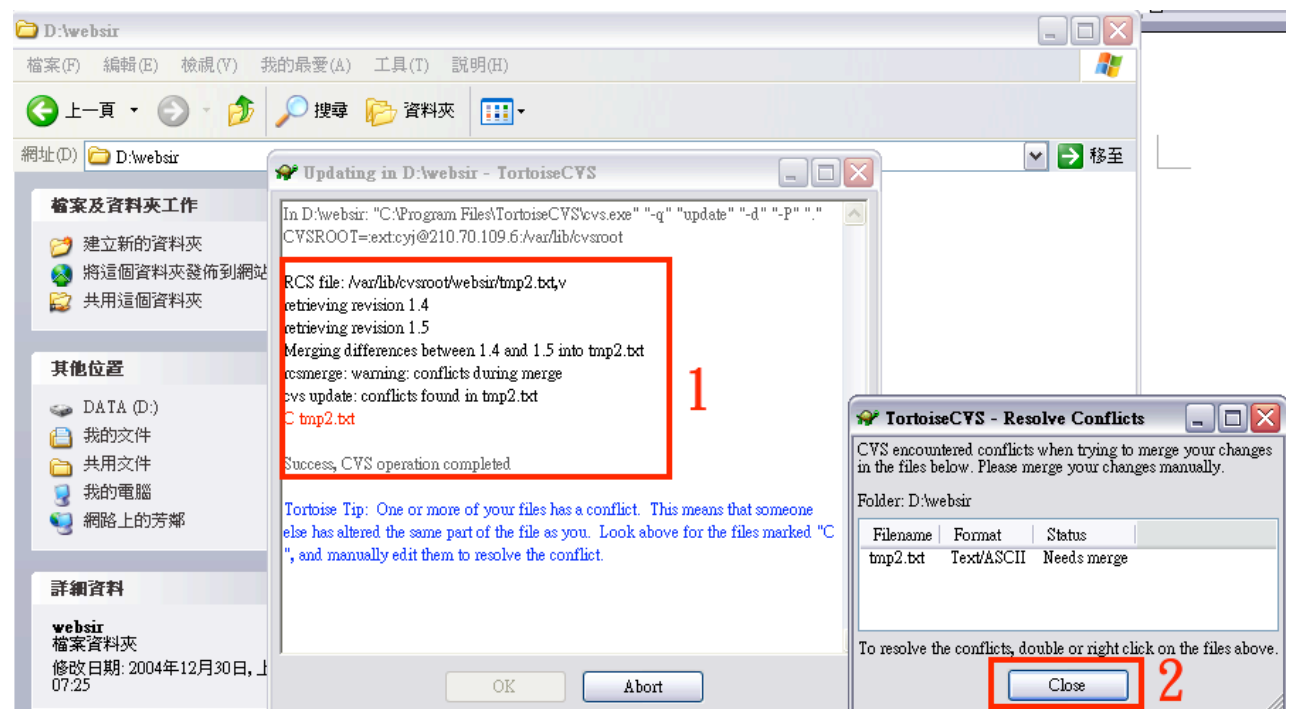 D:\websir
檔案(F) 編輯(E) 檢視(V) 我的最愛(A) 工具(T) 說明(H)
上一頁 搜尋 資料夾
網址(D) D:\websir 移至
檔案及資料夾工作
建立新的資料夾
將這個資料夾發佈到網站
共用這個資料夾
其他位置
DATA (D:)
我的文件
共用文件
我的電腦
網路上的芳鄰
詳細資料
websir
檔案資料夾
修改日期: 2004年12月30日, 上
07:25
Updating in D:\websir - TortoiseCVS
In D:\websir: "C:\Program Files\TortoiseCVS\cvs.exe" "-q" "update" "-d" "-P" "."
CVSROOT=:ext:cyj@210.70.109.6:/var/lib/cvsroot
RCS file: /var/lib/cvsroot/websir/tmp2.txt,v
retrieving revision 1.4
retrieving revision 1.5
Merging differences between 1.4 and 1.5 into tmp2.txt
rcsmerge: warning: conflicts during merge
cvs update: conflicts found in tmp2.txt
C tmp2.txt
Success, CVS operation completed
1
Tortoise Tip: One or more of your files has a conflict. This means that someone
else has altered the same part of the file as you. Look above for the files marked "C
", and manually edit them to resolve the conflict.
OK Abort
TortoiseCVS - Resolve Conflicts
CVS encountered conflicts when trying to merge your changes
in the files below. Please merge your changes manually.
Folder: D:\websir
Filename Format Status
tmp2.txt Text/ASCII Needs merge
To resolve the conflicts, double or right click on the files above.
Close
2